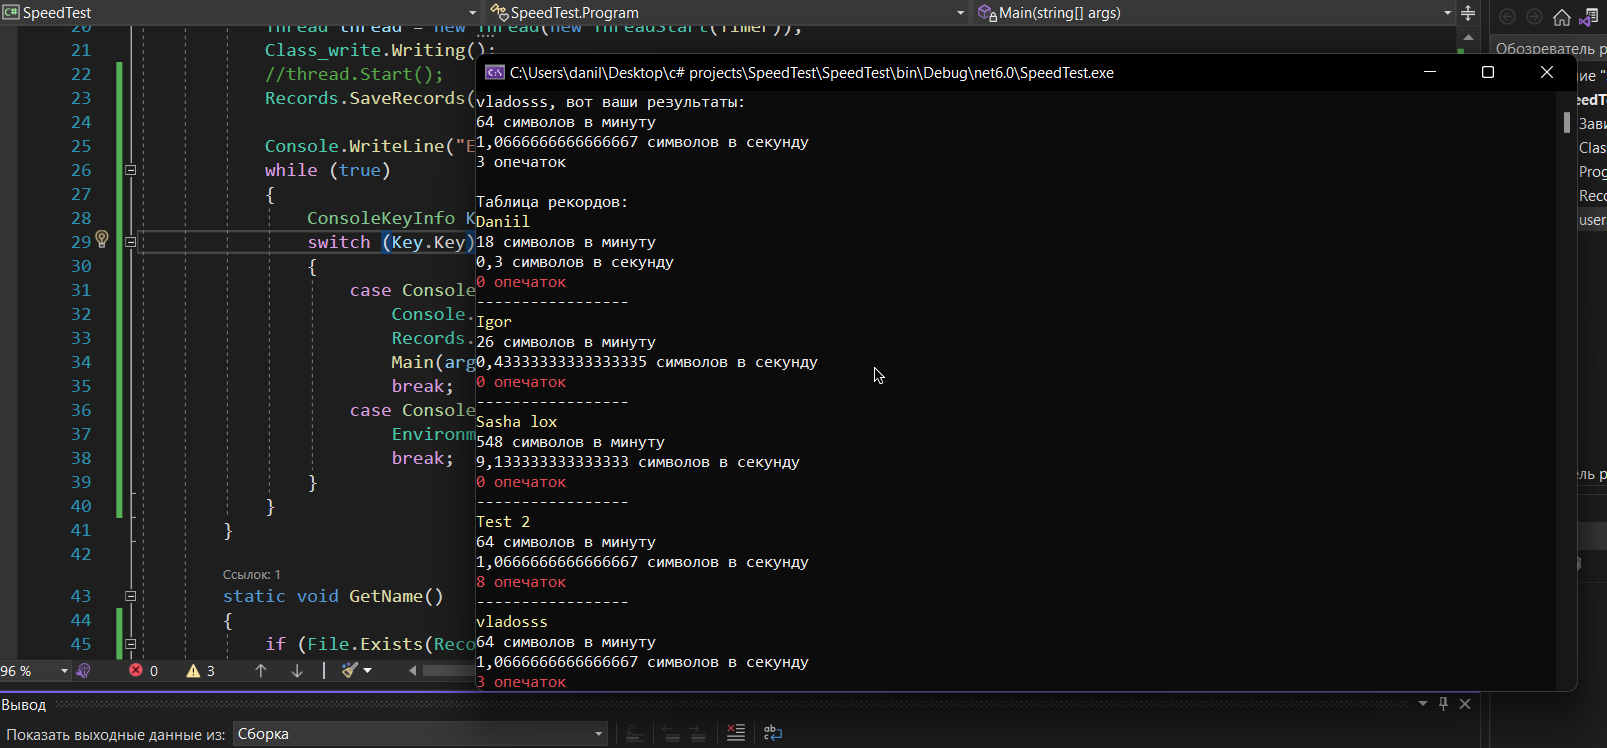 SpeedTest
SpeedTest.Program
Main(string[] args)
20 Thread thread = new Thread(new ThreadStart(Timer));
21 Class_write.Writing();
22 //thread.Start();
23 Records.SaveRecords(
24
25 Console.WriteLine("E
26 while (true)
27 {
28 ConsoleKeyInfo K
29 switch (Key.Key)
30 {
31 case Console
32 Console.
33 Records.
34 Main(arg
35 break;
36 case Console
37 Environm
38 break;
39 }
40 }
41 }
42
Ссылок: 1
43 static void GetName()
44 {
45 if (File.Exists(Reco
C:\Users\danil\Desktop\c# projects\SpeedTest\SpeedTest\bin\Debug\net6.0\SpeedTest.exe
vladosss, вот ваши результаты:
64 символов в минуту
1,0666666666666667 символов в секунду
3 опечаток
Таблица рекордов:
Daniil
18 символов в минуту
0,3 символов в секунду
0 опечаток
-----------------
Igor
26 символов в минуту
0,43333333333333335 символов в секунду
0 опечаток
-----------------
Sasha lox
548 символов в минуту
9,133333333333333 символов в секунду
0 опечаток
-----------------
Test 2
64 символов в минуту
1,0666666666666667 символов в секунду
8 опечаток
-----------------
vladosss
64 символов в минуту
1,0666666666666667 символов в секунду
3 опечаток
Обозреватель р
ие "
eedT
Зави
Class
Prog
Reco
user
ль р
96 %
0
3
Вывод
Показать выходные данные из: Сборка